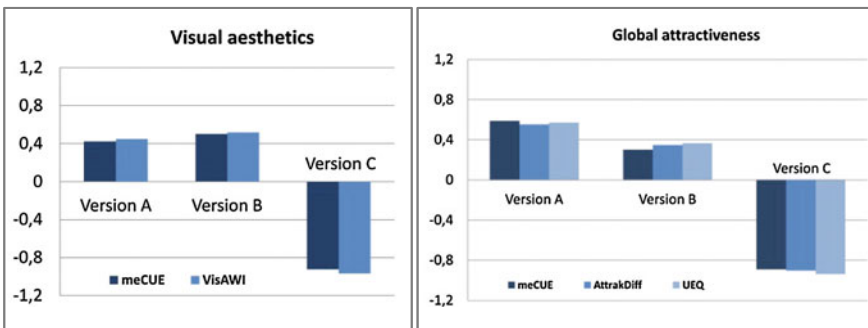 Visual aesthetics
1,2
0,8
0,4
0
-0,4
-0,8
-1,2
Version A
Version B
Version C
meCUE
VisAWI
Global attractiveness
1,2
0,8
0,4
0
-0,4
-0,8
-1,2
Version A
Version B
Version C
meCUE
AttrakDiff
UEQ